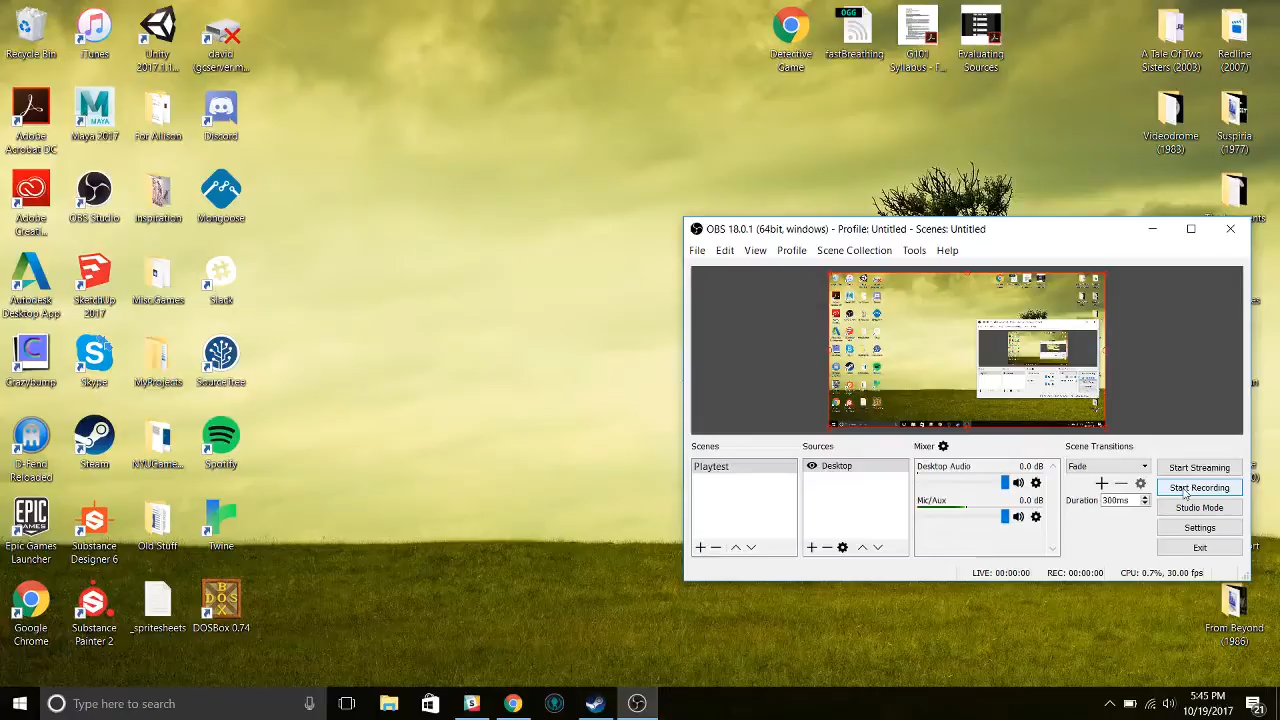 Recycle Bin
iTunes
Unity
2017.1.1...
(gcserver.m...
OGG
Detective
Game
fastBreathing
G101
Syllabus - F...
Evaluating
Sources
A Tale Of Two
Sisters (2003)
Redline
(2007)
Adobe
Acrobat DC
MAYA
Maya 2017
For Allison
Discord
Videodrome
(1983)
Suspiria
(1977)
Adobe
Creati...
OBS Studio
Inspiration
Mongoose
OBS 18.0.1 (64bit, windows) - Profile: Untitled - Scenes: Untitled
File Edit View Profile Scene Collection Tools Help
Autodesk
Desktop App
SketchUp
2017
MiscGames
Slack
Crazybump
Skype
MyProjects
SourceTree
D-Fend
Reloaded
Steam
NYUGame...
Spotify
Scenes Sources Mixer Scene Transitions
Playtest
Desktop
Desktop Audio 0.0 dB
Mic/Aux 0.0 dB
Fade
Duration 300ms
Start Streaming
Start Recording
Studio Mode
Settings
Exit
LIVE: 00:00:00 REC: 00:00:00 CPU: 0.7%, 30.00 fps
EPIC
GAMES
Epic Games
Launcher
Substance
Designer 6
Old Stuff
Twine
Google
Chrome
Substance
Painter 2
_spritesheets
DOS
BOX
DOSBox 0.74
From Beyond
(1986)
Type here to search
5:45 PM
10/19/2017
21